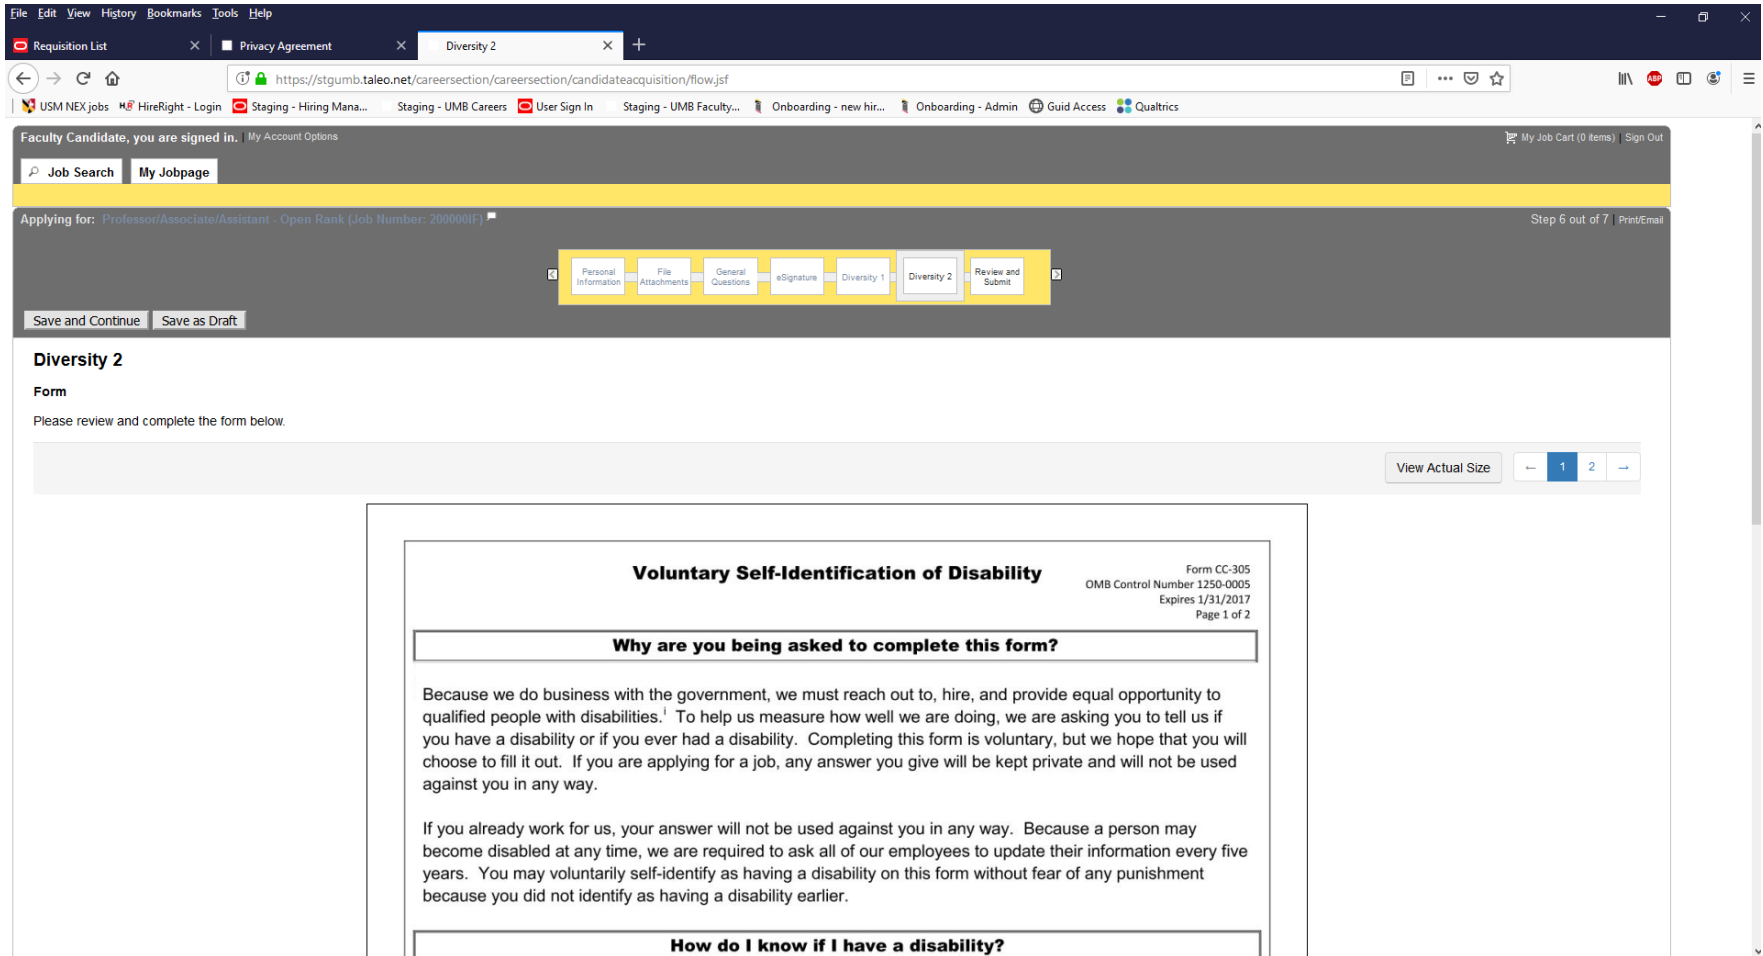 File Edit View History Bookmarks Tools Help
Requisition List Privacy Agreement Diversity 2
https://stgumb.taleo.net/careersection/careersection/candidateacquisition/flow.jsf ABP
USM NEX jobs HireRight - Login Staging - Hiring Mana... Staging - UMB Careers User Sign In Staging - UMB Faculty... Onboarding - new hir... Onboarding - Admin Guid Access Qualtrics
Faculty Candidate, you are signed in. | My Account Options My Job Cart (0 items) | Sign Out
Job Search My Jobpage
Applying for: Professor/Associate/Assistant - Open Rank (Job Number: 200000IF) Step 6 out of 7 | Print/Email
Personal Information File Attachments General Questions eSignature Diversity 1 Diversity 2 Review and Submit
Save and Continue Save as Draft
Diversity 2
Form
Please review and complete the form below.
View Actual Size ← 1 2 →
Voluntary Self-Identification of Disability
Form CC-305
OMB Control Number 1250-0005
Expires 1/31/2017
Page 1 of 2
Why are you being asked to complete this form?
Because we do business with the government, we must reach out to, hire, and provide equal opportunity to
qualified people with disabilities.i To help us measure how well we are doing, we are asking you to tell us if
you have a disability or if you ever had a disability. Completing this form is voluntary, but we hope that you will
choose to fill it out. If you are applying for a job, any answer you give will be kept private and will not be used
against you in any way.
If you already work for us, your answer will not be used against you in any way. Because a person may
become disabled at any time, we are required to ask all of our employees to update their information every five
years. You may voluntarily self-identify as having a disability on this form without fear of any punishment
because you did not identify as having a disability earlier.
How do I know if I have a disability?